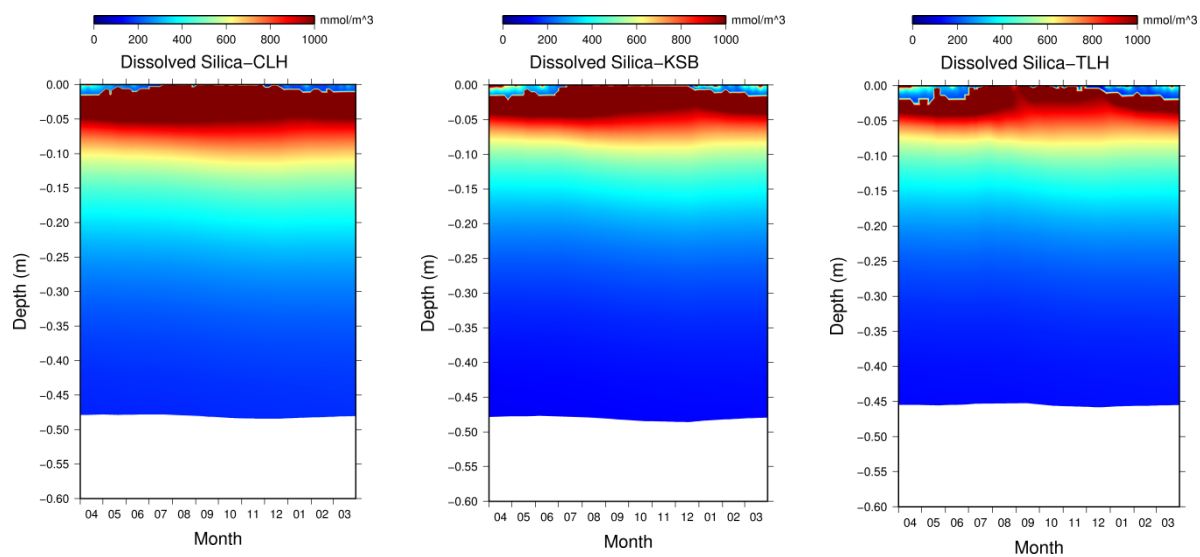 0 200 400 600 800 1000 mmol/m^3
Dissolved Silica−CLH
0.00
−0.05
−0.10
−0.15
−0.20
−0.25
−0.30
−0.35
−0.40
−0.45
−0.50
−0.55
−0.60
Depth (m)
04 05 06 07 08 09 10 11 12 01 02 03
Month
0 200 400 600 800 1000 mmol/m^3
Dissolved Silica−KSB
0.00
−0.05
−0.10
−0.15
−0.20
−0.25
−0.30
−0.35
−0.40
−0.45
−0.50
−0.55
−0.60
Depth (m)
04 05 06 07 08 09 10 11 12 01 02 03
Month
0 200 400 600 800 1000 mmol/m^3
Dissolved Silica−TLH
0.00
−0.05
−0.10
−0.15
−0.20
−0.25
−0.30
−0.35
−0.40
−0.45
−0.50
−0.55
−0.60
Depth (m)
04 05 06 07 08 09 10 11 12 01 02 03
Month